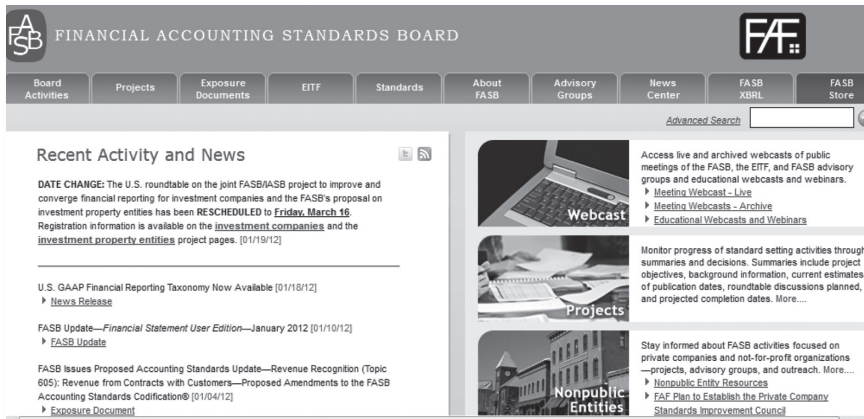 FASB
FINANCIAL ACCOUNTING STANDARDS BOARD
FAF
Board Activities
Projects
Exposure Documents
EITF
Standards
About FASB
Advisory Groups
News Center
FASB XBRL
FASB Store
Advanced Search
Recent Activity and News
DATE CHANGE: The U.S. roundtable on the joint FASB/IASB project to improve and
converge financial reporting for investment companies and the FASB's proposal on
investment property entities has been RESCHEDULED to Friday, March 16.
Registration information is available on the investment companies and the
investment property entities project pages. [01/19/12]
U.S. GAAP Financial Reporting Taxonomy Now Available [01/18/12]
News Release
FASB Update—Financial Statement User Edition—January 2012 [01/10/12]
FASB Update
FASB Issues Proposed Accounting Standards Update—Revenue Recognition (Topic
605): Revenue from Contracts with Customers—Proposed Amendments to the FASB
Accounting Standards Codification® [01/04/12]
Exposure Document
Webcast
Access live and archived webcasts of public
meetings of the FASB, the EITF, and FASB advisory
groups and educational webcasts and webinars.
Meeting Webcast - Live
Meeting Webcasts - Archive
Educational Webcasts and Webinars
Projects
Monitor progress of standard setting activities through
summaries and decisions. Summaries include project
objectives, background information, current estimates
of publication dates, roundtable discussions planned,
and projected completion dates. More....
Nonpublic
Entities
Stay informed about FASB activities focused on
private companies and not-for-profit organizations
—projects, advisory groups, and outreach. More....
Nonpublic Entity Resources
FAF Plan to Establish the Private Company
Standards Improvement Council